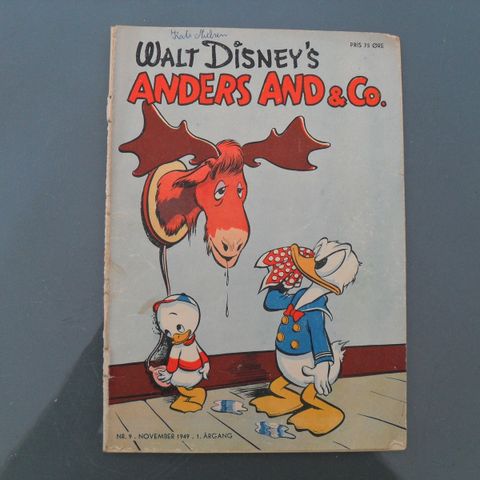 PRIS 75 ØRE
WALT DISNEY'S
ANDERS AND & Co.
NR. 9 . NOVEMBER 1949 . 1. ÅRGANG